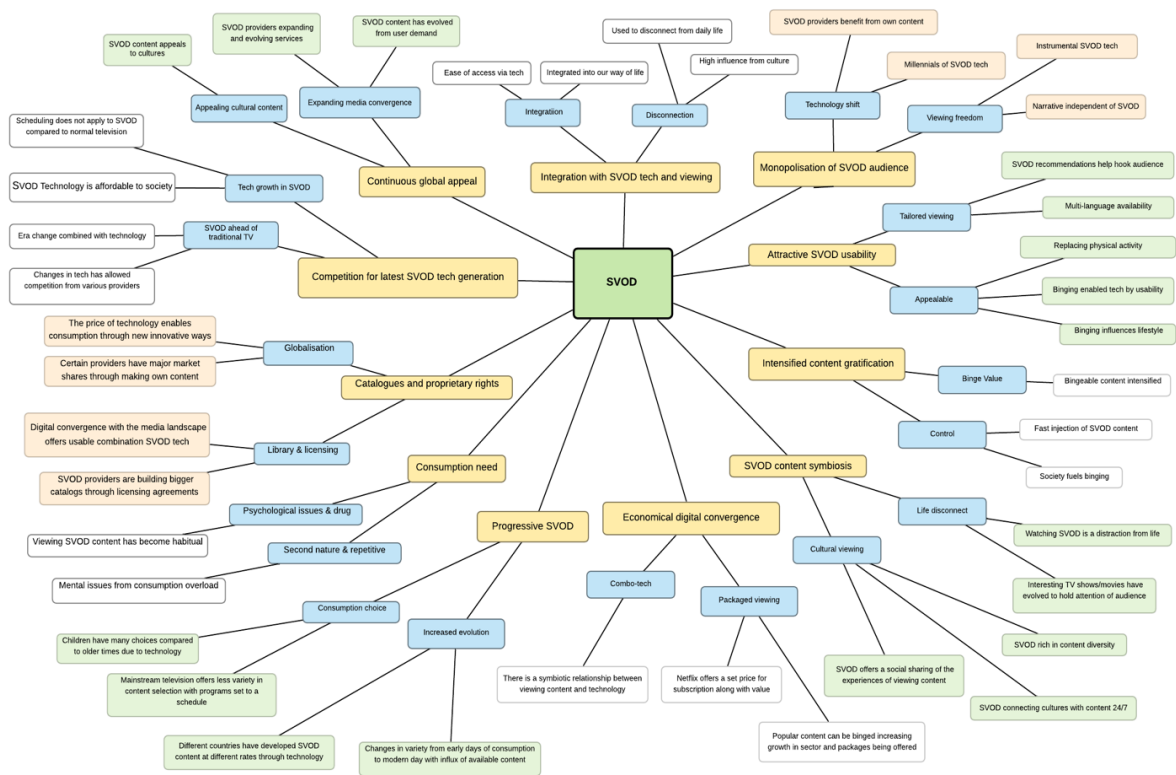 SVOD providers expanding
and evolving services
SVOD content has evolved
from user demand
SVOD content appeals
to cultures
Appealing cultural content
Expanding media convergence
Continuous global appeal
Used to disconnect from daily life
High influence from culture
Ease of access via tech
Integrated into our way of life
Integration
Disconnection
Integration with SVOD tech and viewing
SVOD providers benefit from own content
Instrumental SVOD tech
Millennials of SVOD tech
Technology shift
Viewing freedom
Narrative independent of SVOD
Monopolisation of SVOD audience
Scheduling does not apply to SVOD
compared to normal television
SVOD Technology is affordable to society
Tech growth in SVOD
Era change combined with technology
SVOD ahead of
traditional TV
Changes in tech has allowed
competition from various providers
Competition for latest SVOD tech generation
SVOD
SVOD recommendations help hook audience
Tailored viewing
Multi-language availability
Attractive SVOD usability
Replacing physical activity
Appealable
Binging enabled tech by usability
Binging influences lifestyle
The price of technology enables
consumption through new innovative ways
Globalisation
Certain providers have major market
shares through making own content
Catalogues and proprietary rights
Digital convergence with the media landscape
offers usable combination SVOD tech
Library & licensing
SVOD providers are building bigger
catalogs through licensing agreements
Intensified content gratification
Binge Value
Bingeable content intensified
Control
Fast injection of SVOD content
Society fuels binging
Consumption need
Psychological issues & drug
Viewing SVOD content has become habitual
Second nature & repetitive
Mental issues from consumption overload
SVOD content symbiosis
Life disconnect
Watching SVOD is a distraction from life
Interesting TV shows/movies have
evolved to hold attention of audience
Cultural viewing
SVOD rich in content diversity
SVOD offers a social sharing of the
experiences of viewing content
SVOD connecting cultures with content 24/7
Progressive SVOD
Consumption choice
Children have many choices compared
to older times due to technology
Mainstream television offers less variety in
content selection with programs set to a
schedule
Increased evolution
Different countries have developed SVOD
content at different rates through technology
Changes in variety from early days of consumption
to modern day with influx of available content
Economical digital convergence
Combo-tech
There is a symbiotic relationship between
viewing content and technology
Packaged viewing
Netflix offers a set price for
subscription along with value
Popular content can be binged increasing
growth in sector and packages being offered